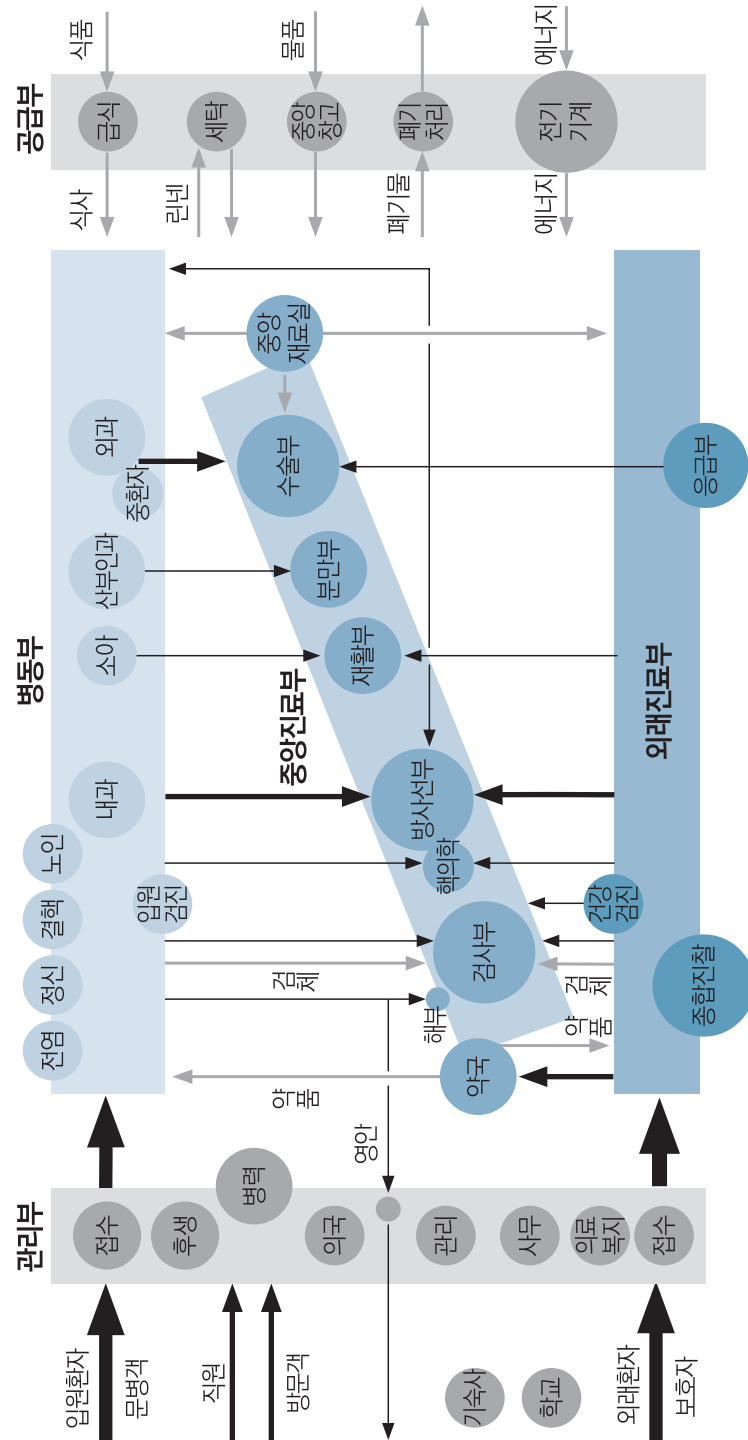 관리부
병동부
공급부
입원환자
문병객
직원
방문객
외래환자
보호자
기숙사
학교
접수
후생
병력
의국
관리
사무
의료
복지
접수
영안
전염
정신
결핵
노인
내과
소아
산부인과
외과
중환자
입원
검진
약품
검체
중앙진료부
약국
해부
검사부
핵의학
방사선부
재활부
분만부
수술부
중앙
재료실
약품
검체
외래진료부
종합진찰
건강
검진
응급부
식사
급식
식품
린넨
세탁
중앙
창고
물품
폐기물
폐기
처리
에너지
전기
기계
에너지